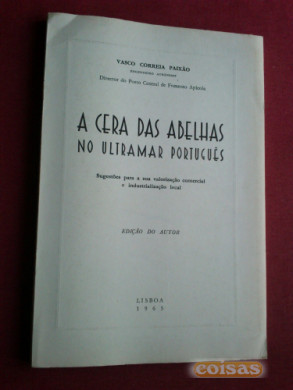 VASCO CORREIA PAIXÃO
Director do Posto Central de Fomento Apícola
A CERA DAS ABELHAS
NO ULTRAMAR PORTUGUÊS
Sugestões para a sua valorização comercial
e industrialização local
EDIÇÃO DO AUTOR
LISBOA
1965
coisas